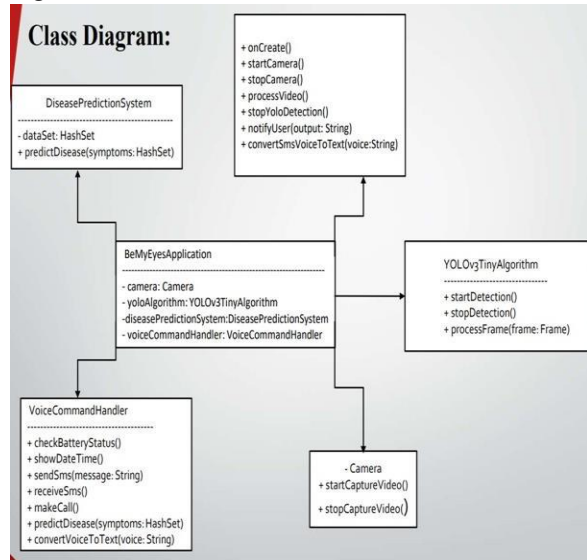 Class Diagram:
+ onCreate()
+ startCamera()
+ stopCamera()
+ processVideo()
+ stopYoloDetection()
+ notifyUser(output: String)
+ convertSmsVoiceToText(voice:String)
DiseasePredictionSystem
- dataSet: HashSet
+ predictDisease(symptoms: HashSet)
BeMyEyesApplication
- camera: Camera
- yoloAlgorithm: YOLOv3TinyAlgorithm
-diseasePredictionSystem:DiseasePredictionSystem
- voiceCommandHandler: VoiceCommandHandler
YOLOv3TinyAlgorithm
+ startDetection()
+ stopDetection()
+ processFrame(frame: Frame)
VoiceCommandHandler
+ checkBatteryStatus()
+ showDateTime()
+ sendSms(message: String)
+ receiveSms()
+ makeCall()
+ predictDisease(symptoms: HashSet)
+ convertVoiceToText(voice: String)
- Camera
+ startCaptureVideo()
+ stopCaptureVideo()